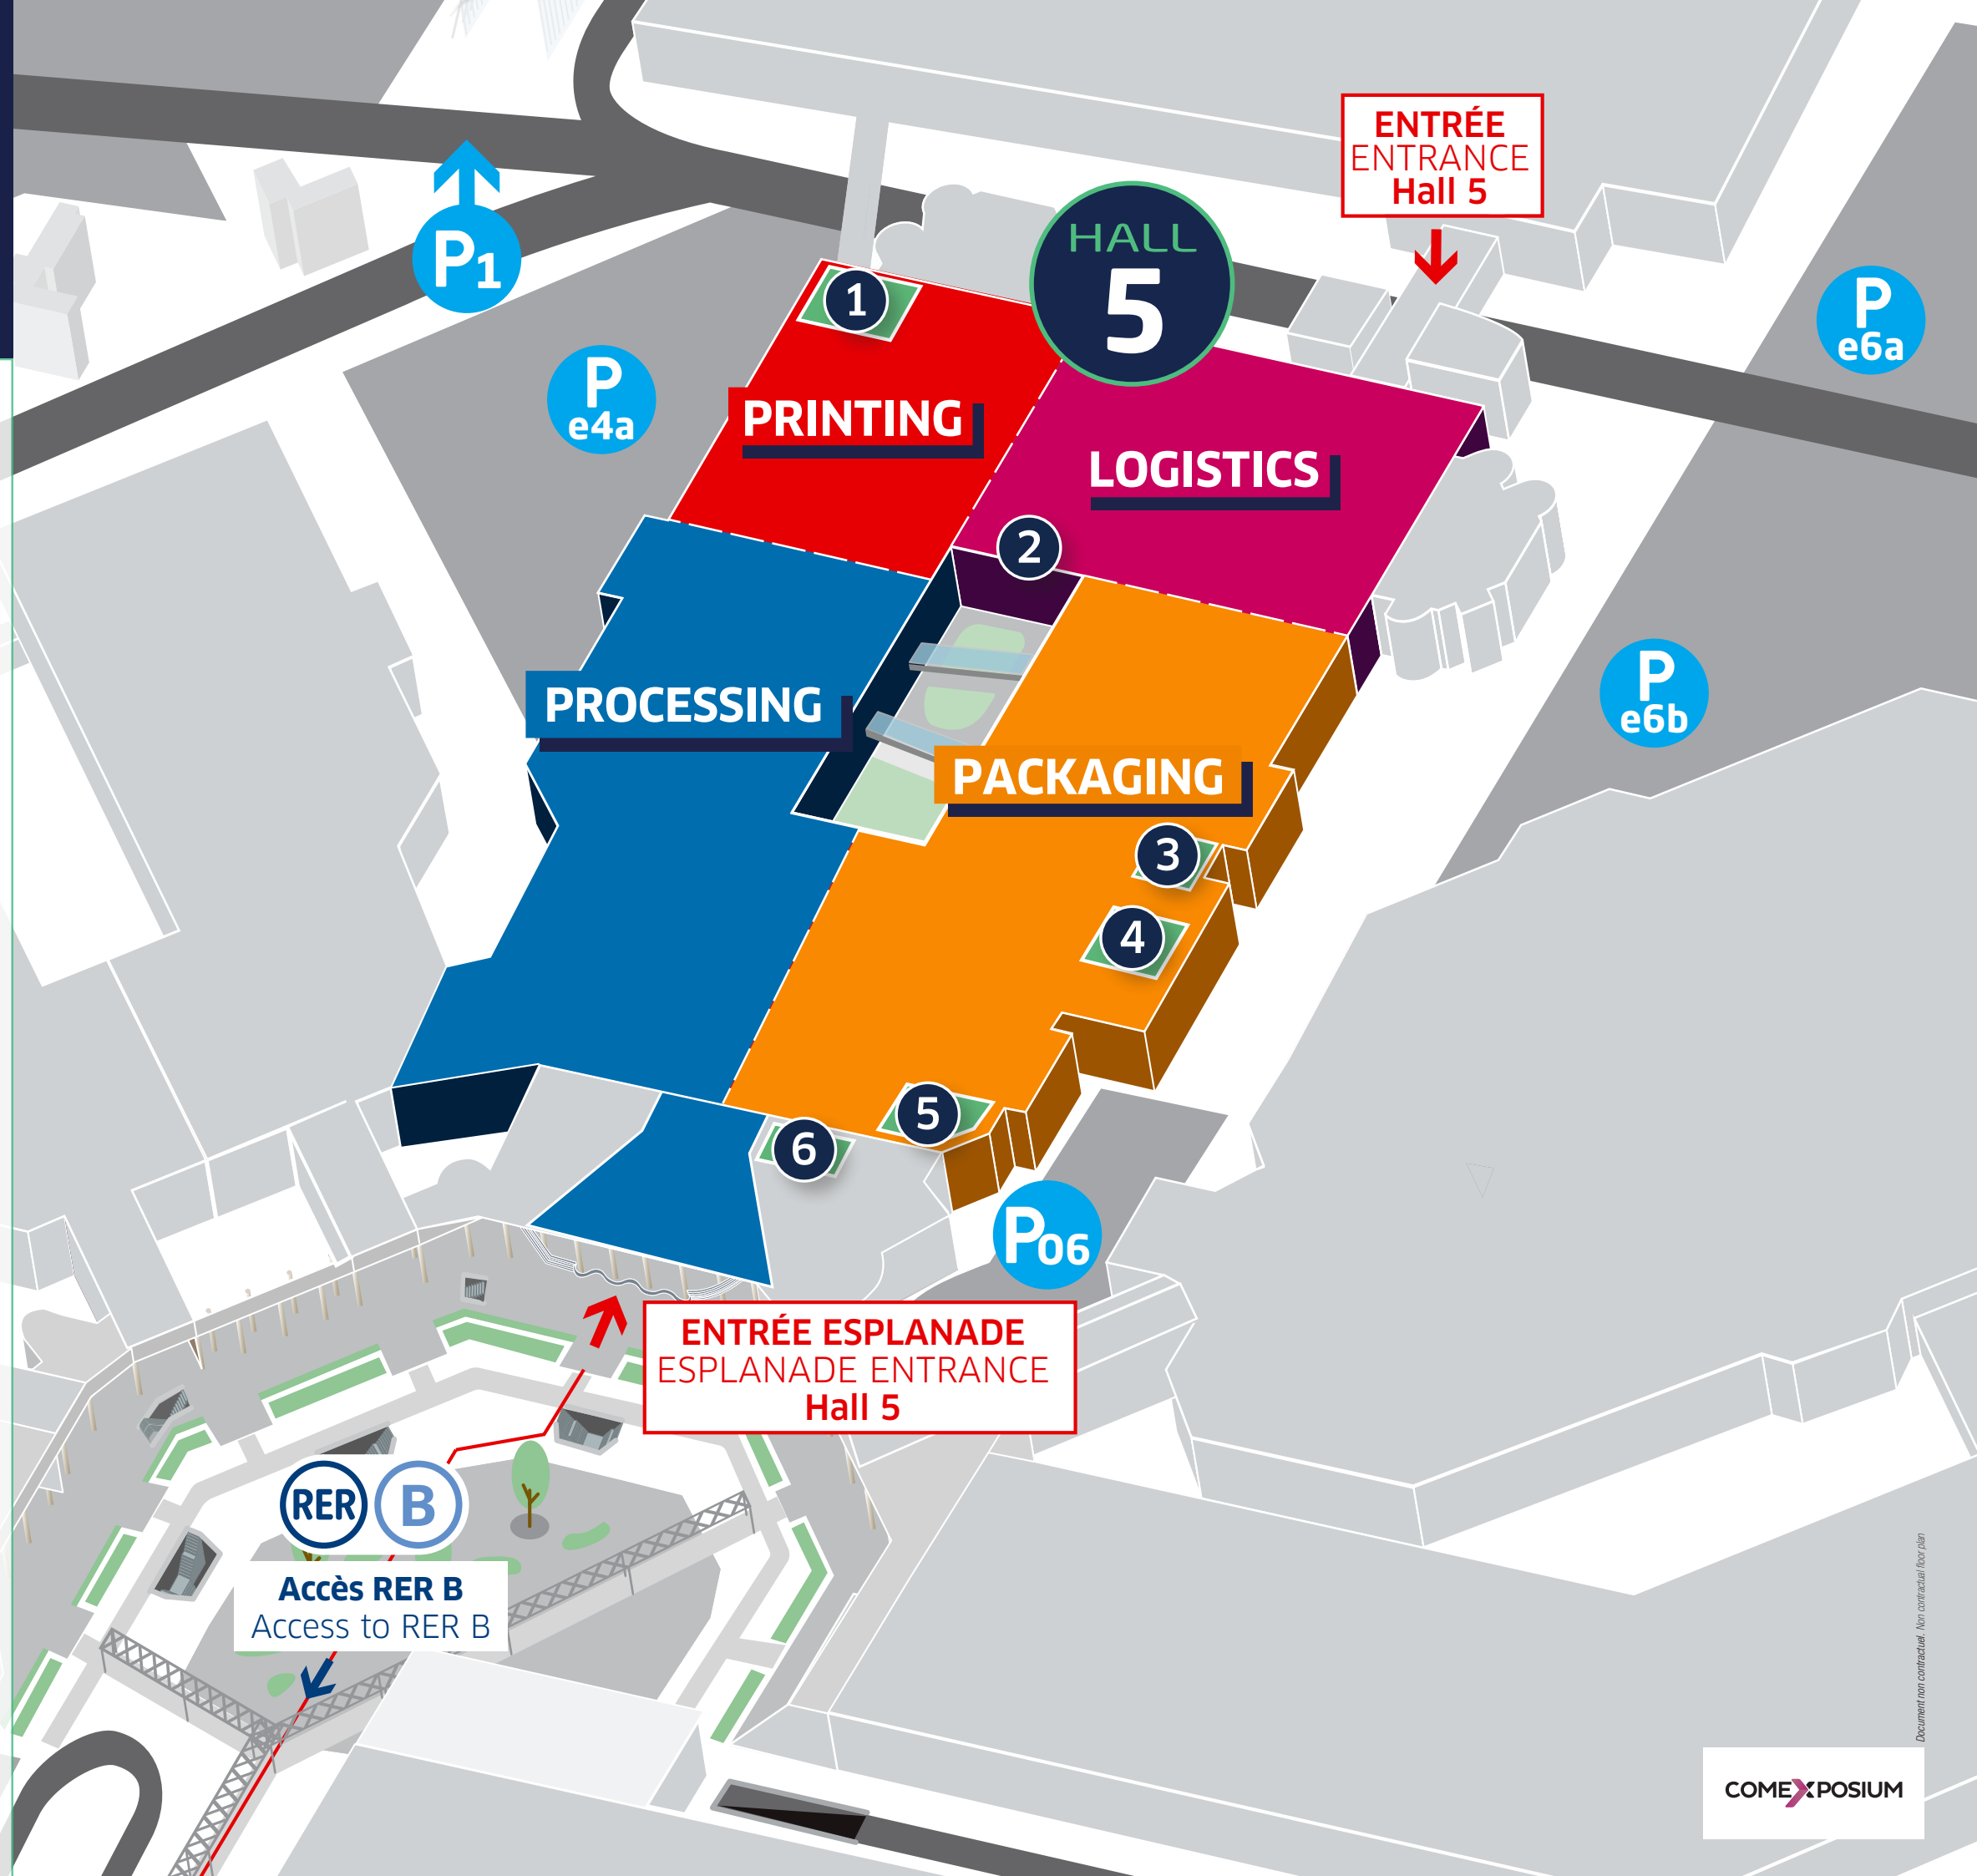 ENTRÉE
ENTRANCE
Hall 5
HALL
5
P1
P
e6a
1
P
e4a
PRINTING
LOGISTICS
2
P
e6b
PROCESSING
PACKAGING
3
4
5
6
P06
ENTRÉE ESPLANADE
ESPLANADE ENTRANCE
Hall 5
RER B
Accès RER B
Access to RER B
Document non contractuel. Non contractual floor plan
COMEXPOSIUM